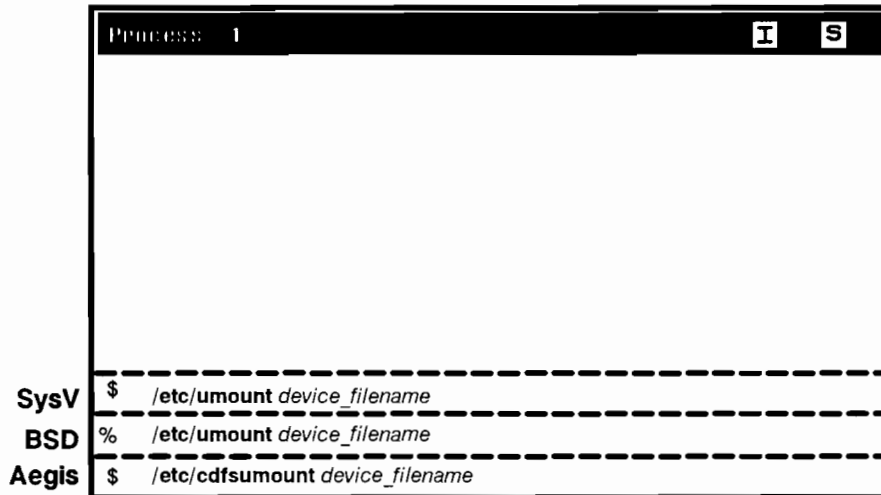 Process 1 I S
SysV $ /etc/umount device_filename
BSD % /etc/umount device_filename
Aegis $ /etc/cdfsumount device_filename